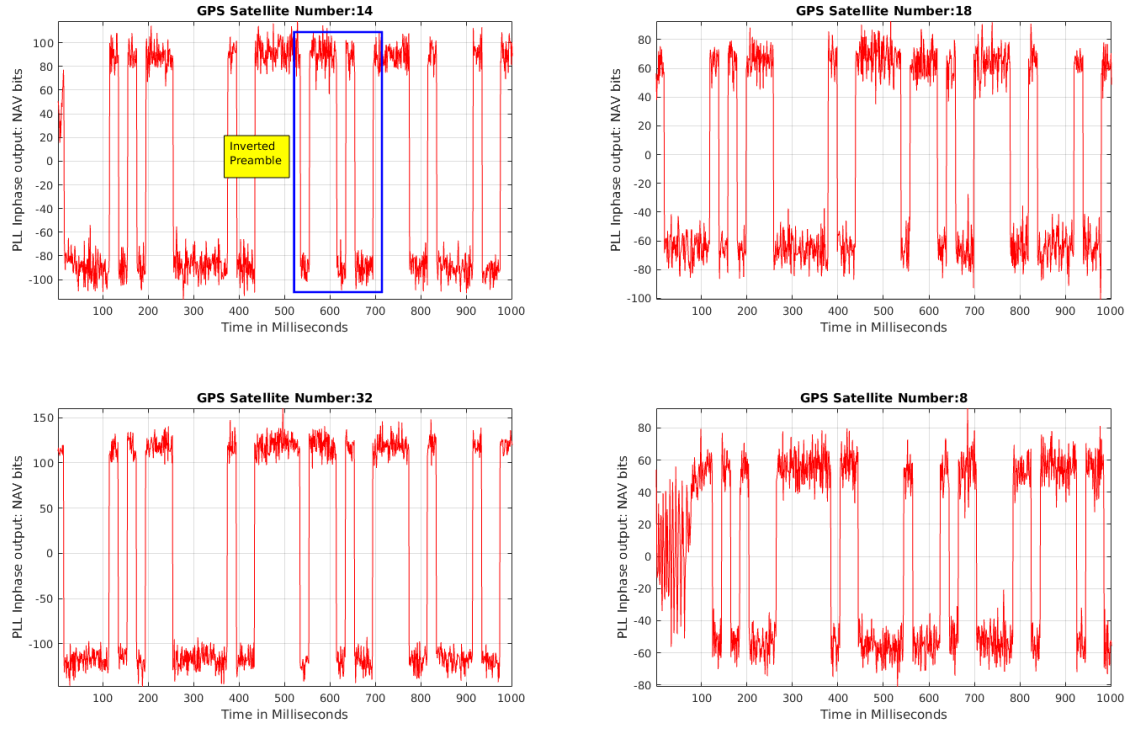 GPS Satellite Number:14
PLL Inphase output: NAV bits
100
80
60
40
20
0
-20
-40
-60
-80
-100
Inverted
Preamble
100 200 300 400 500 600 700 800 900 1000
Time in Milliseconds
GPS Satellite Number:18
PLL Inphase output: NAV bits
80
60
40
20
0
-20
-40
-60
-80
-100
100 200 300 400 500 600 700 800 900 1000
Time in Milliseconds
GPS Satellite Number:32
PLL Inphase output: NAV bits
150
100
50
0
-50
-100
100 200 300 400 500 600 700 800 900 1000
Time in Milliseconds
GPS Satellite Number:8
PLL Inphase output: NAV bits
80
60
40
20
0
-20
-40
-60
-80
100 200 300 400 500 600 700 800 900 1000
Time in Milliseconds